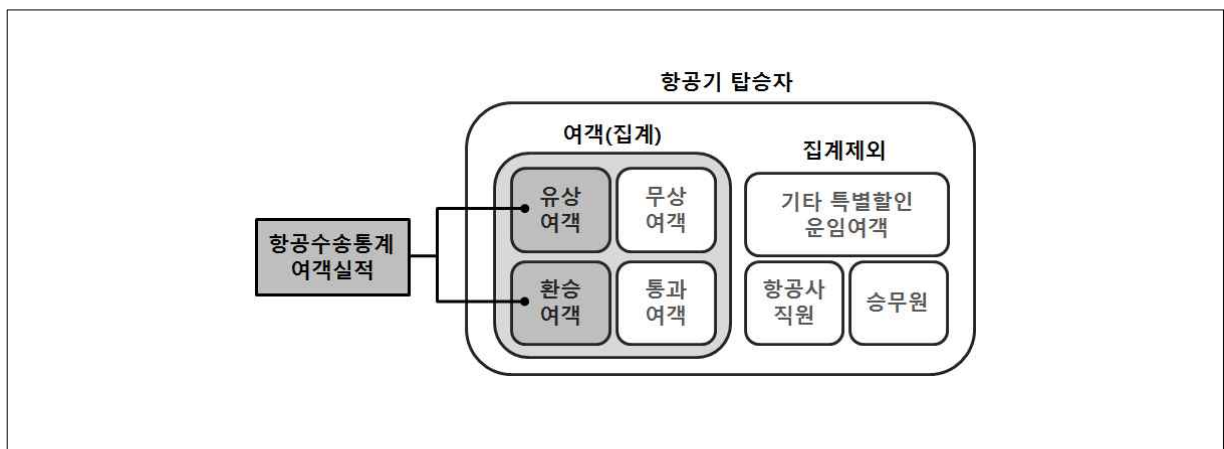 항공기 탑승자
여객(집계)
집계제외
유상
여객
무상
여객
기타 특별할인
운임여객
항공수송통계
여객실적
환승
여객
통과
여객
항공사
직원
승무원